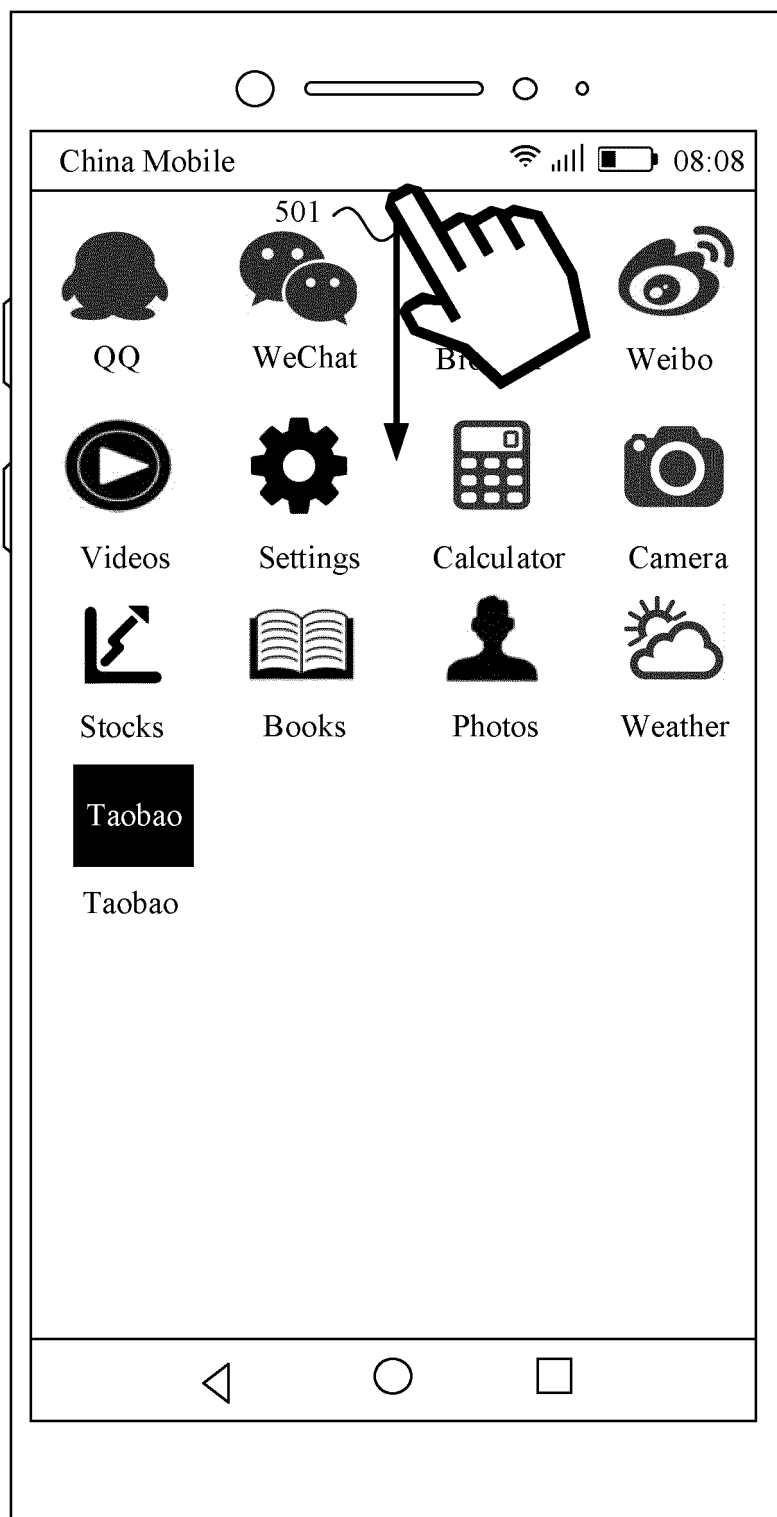 China Mobile 08:08
501
QQ WeChat Weibo
Videos Settings Calculator Camera
Stocks Books Photos Weather
Taobao
Taobao